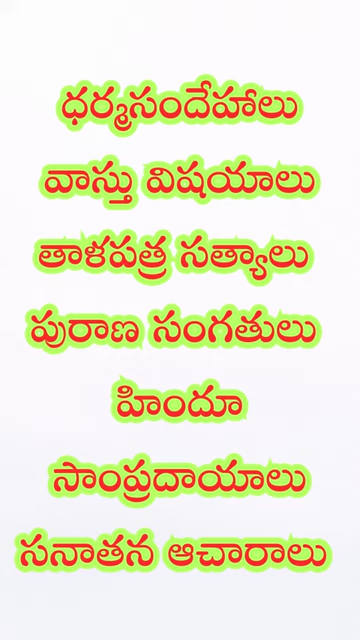 ధర్మసందేహాలు
వాస్తు విషయాలు
తాళపత్ర సత్యాలు
పురాణ సంగతులు
హిందూ
సాంప్రదాయాలు
సనాతన ఆచారాలు